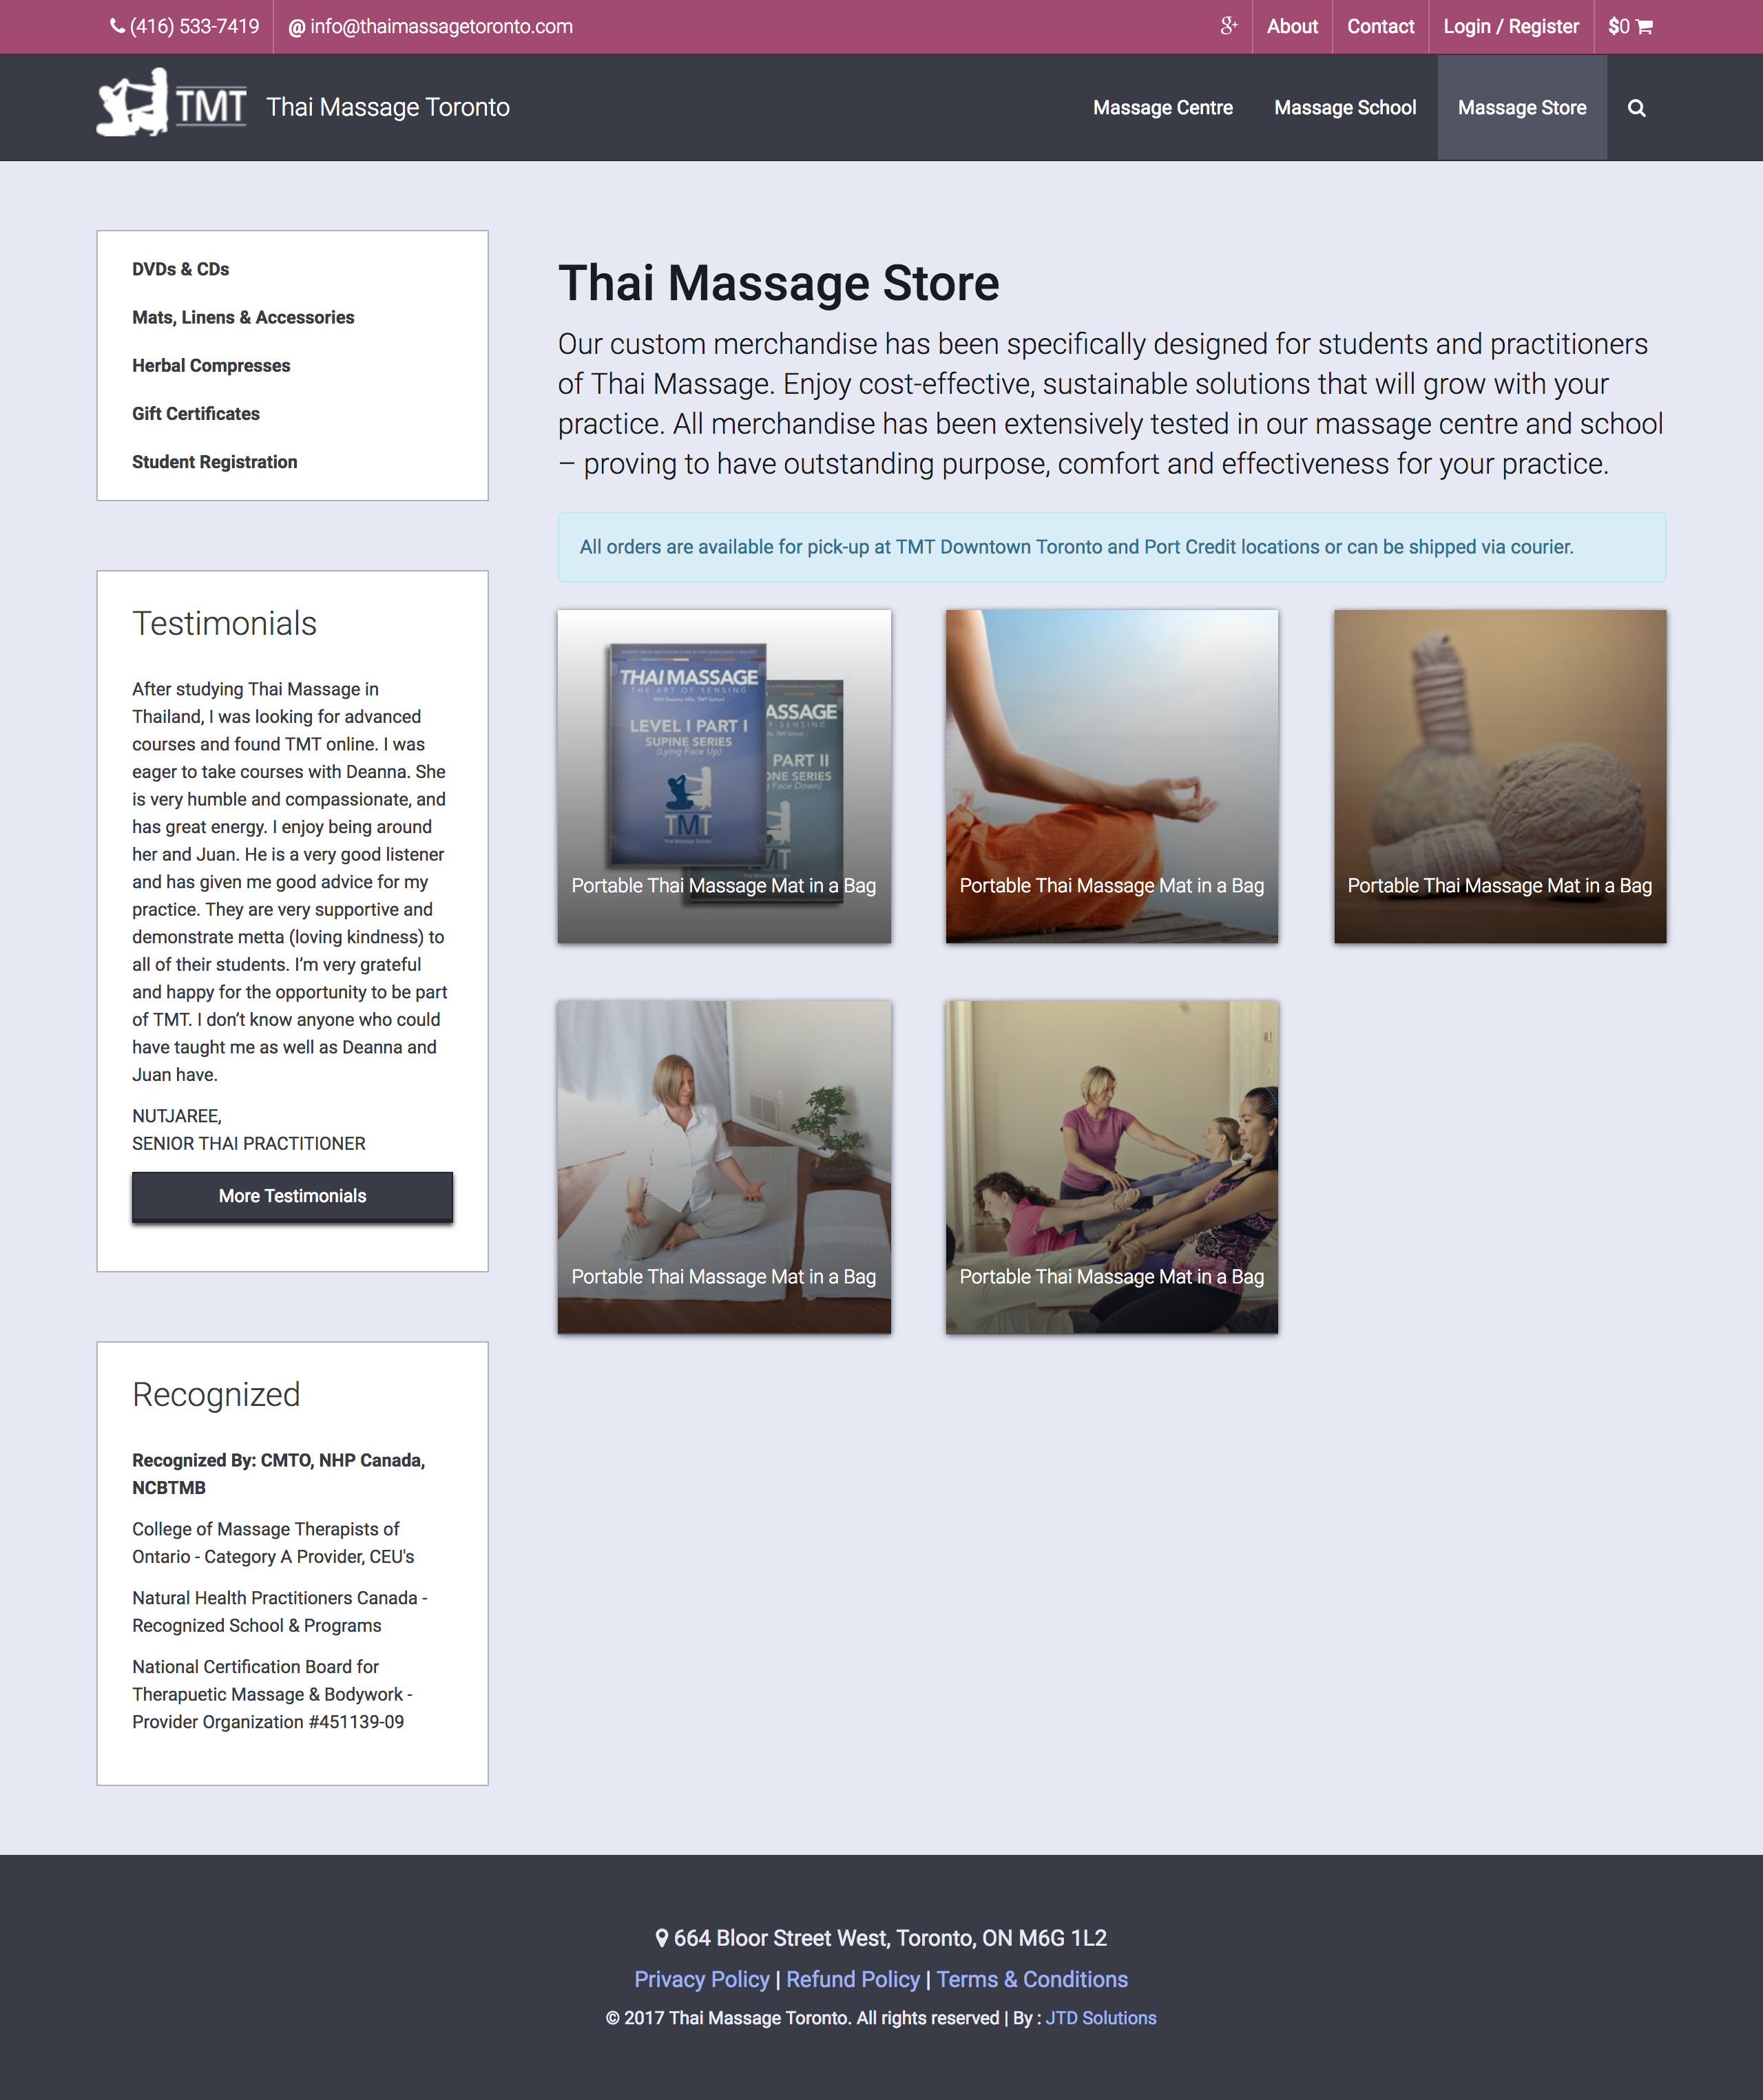 (416) 533-7419
@ info@thaimassagetoronto.com
g+
About
Contact
Login / Register
$0
TMT
Thai Massage Toronto
Massage Centre
Massage School
Massage Store
DVDs & CDs
Mats, Linens & Accessories
Herbal Compresses
Gift Certificates
Student Registration
Testimonials
After studying Thai Massage in
Thailand, I was looking for advanced
courses and found TMT online. I was
eager to take courses with Deanna. She
is very humble and compassionate, and
has great energy. I enjoy being around
her and Juan. He is a very good listener
and has given me good advice for my
practice. They are very supportive and
demonstrate metta (loving kindness) to
all of their students. I’m very grateful
and happy for the opportunity to be part
of TMT. I don’t know anyone who could
have taught me as well as Deanna and
Juan have.
NUTJAREE,
SENIOR THAI PRACTITIONER
More Testimonials
Recognized
Recognized By: CMTO, NHP Canada,
NCBTMB
College of Massage Therapists of
Ontario - Category A Provider, CEU's
Natural Health Practitioners Canada -
Recognized School & Programs
National Certification Board for
Therapuetic Massage & Bodywork -
Provider Organization #451139-09
Thai Massage Store
Our custom merchandise has been specifically designed for students and practitioners
of Thai Massage. Enjoy cost-effective, sustainable solutions that will grow with your
practice. All merchandise has been extensively tested in our massage centre and school
– proving to have outstanding purpose, comfort and effectiveness for your practice.
All orders are available for pick-up at TMT Downtown Toronto and Port Credit locations or can be shipped via courier.
THAI MASSAGE
THE ART OF SENSING
With Deanna Villa, TMT School
LEVEL I PART I
SUPINE SERIES
(Lying Face Up)
TMT
Thai Massage Toronto
ASSAGE
F SENSING
PART II
ONE SERIES
g Face Down)
Portable Thai Massage Mat in a Bag
Portable Thai Massage Mat in a Bag
Portable Thai Massage Mat in a Bag
Portable Thai Massage Mat in a Bag
Portable Thai Massage Mat in a Bag
664 Bloor Street West, Toronto, ON M6G 1L2
Privacy Policy | Refund Policy | Terms & Conditions
© 2017 Thai Massage Toronto. All rights reserved | By : JTD Solutions